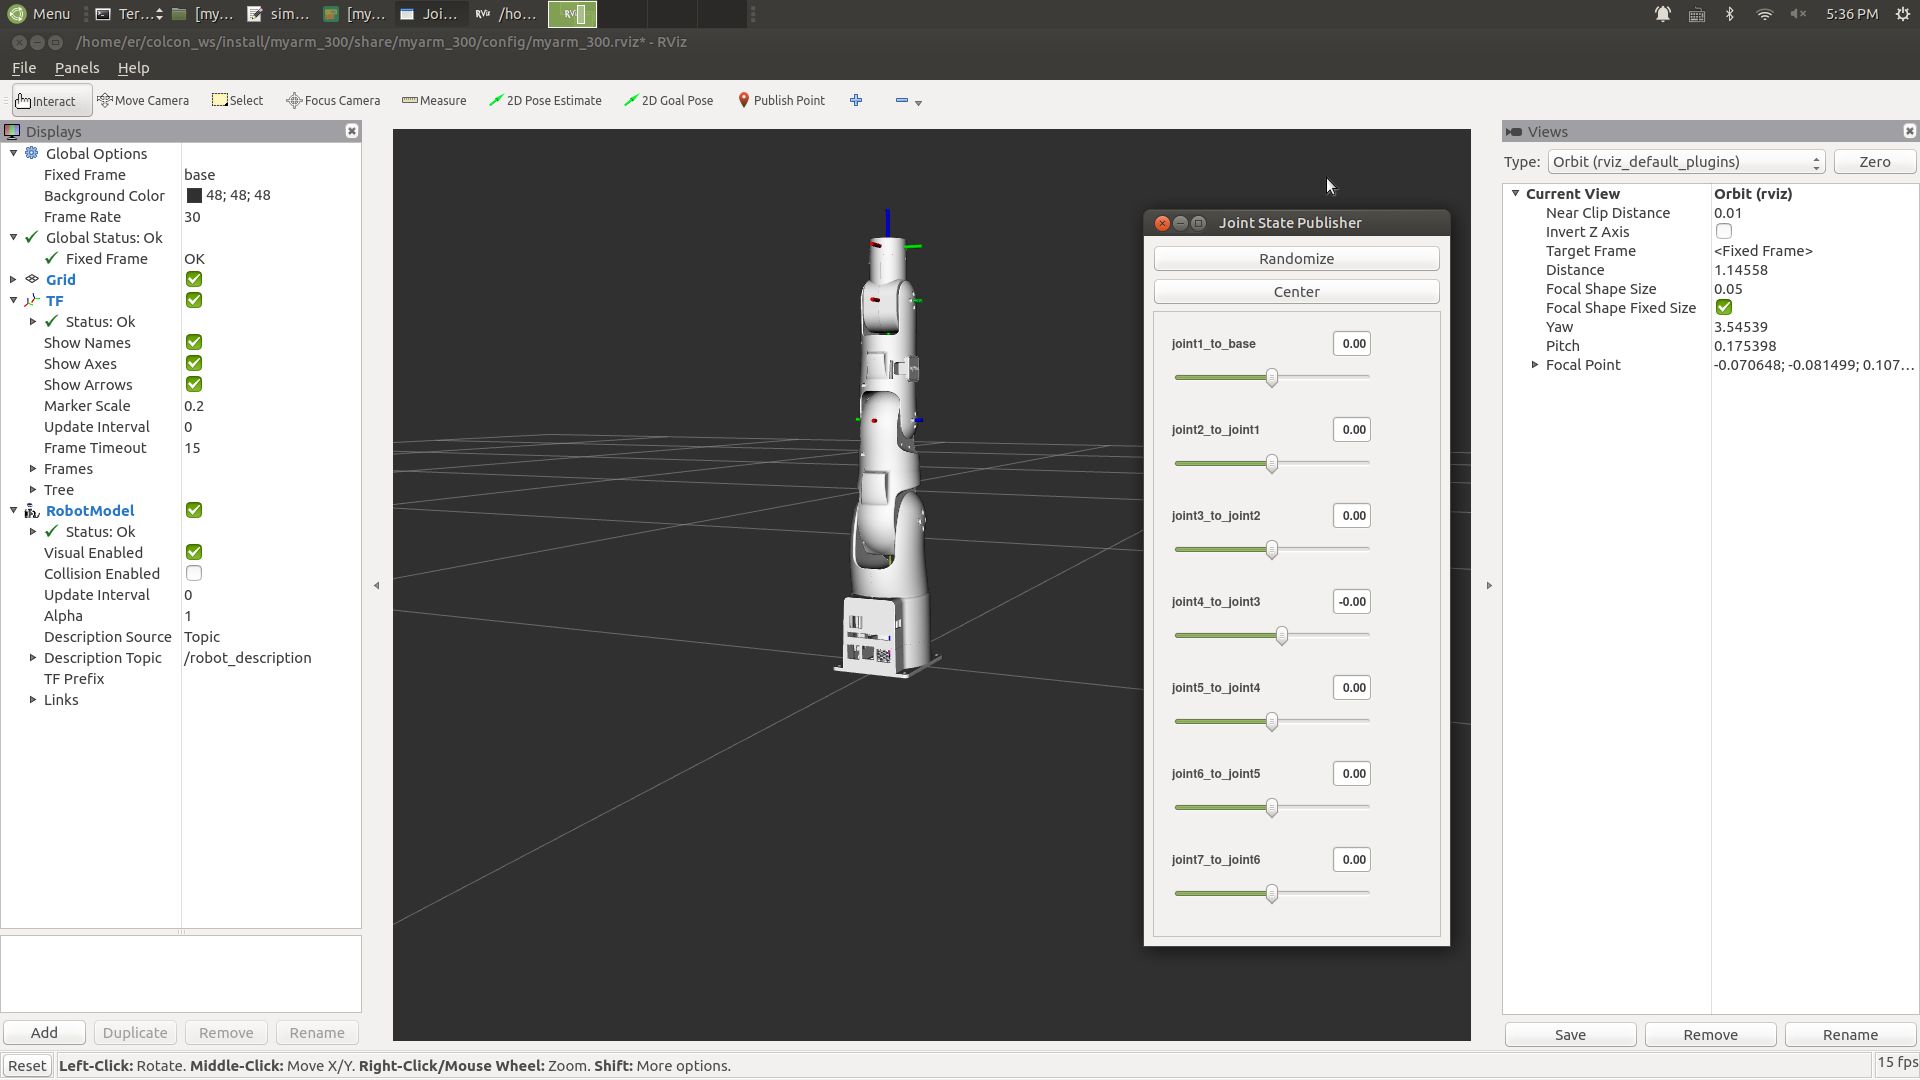 Menu Ter... [my... sim... [my... Joi... RViz /ho... RViz 5:36 PM
/home/er/colcon_ws/install/myarm_300/share/myarm_300/config/myarm_300.rviz* - RViz
File Panels Help
Interact Move Camera Select Focus Camera Measure 2D Pose Estimate 2D Goal Pose Publish Point
Displays
Global Options
Fixed Frame base
Background Color 48; 48; 48
Frame Rate 30
Global Status: Ok
Fixed Frame OK
Grid
TF
Status: Ok
Show Names
Show Axes
Show Arrows
Marker Scale 0.2
Update Interval 0
Frame Timeout 15
Frames
Tree
RobotModel
Status: Ok
Visual Enabled
Collision Enabled
Update Interval 0
Alpha 1
Description Source Topic
Description Topic /robot_description
TF Prefix
Links
Add Duplicate Remove Rename
Joint State Publisher
Randomize
Center
joint1_to_base 0.00
joint2_to_joint1 0.00
joint3_to_joint2 0.00
joint4_to_joint3 -0.00
joint5_to_joint4 0.00
joint6_to_joint5 0.00
joint7_to_joint6 0.00
Views
Type: Orbit (rviz_default_plugins) Zero
Current View Orbit (rviz)
Near Clip Distance 0.01
Invert Z Axis
Target Frame <Fixed Frame>
Distance 1.14558
Focal Shape Size 0.05
Focal Shape Fixed Size
Yaw 3.54539
Pitch 0.175398
Focal Point -0.070648; -0.081499; 0.107...
Save Remove Rename
Reset Left-Click: Rotate. Middle-Click: Move X/Y. Right-Click/Mouse Wheel: Zoom. Shift: More options. 15 fps